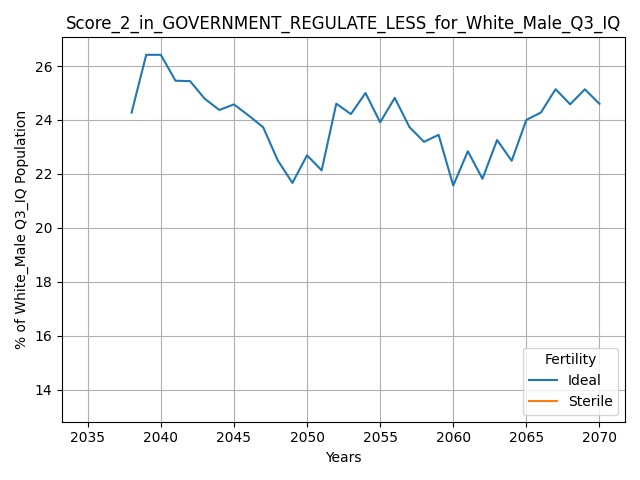 Score_2_in_GOVERNMENT_REGULATE_LESS_for_White_Male_Q3_IQ
% of White_Male Q3_IQ Population
26
24
22
20
18
16
14
Fertility
Ideal
Sterile
2035 2040 2045 2050 2055 2060 2065 2070
Years